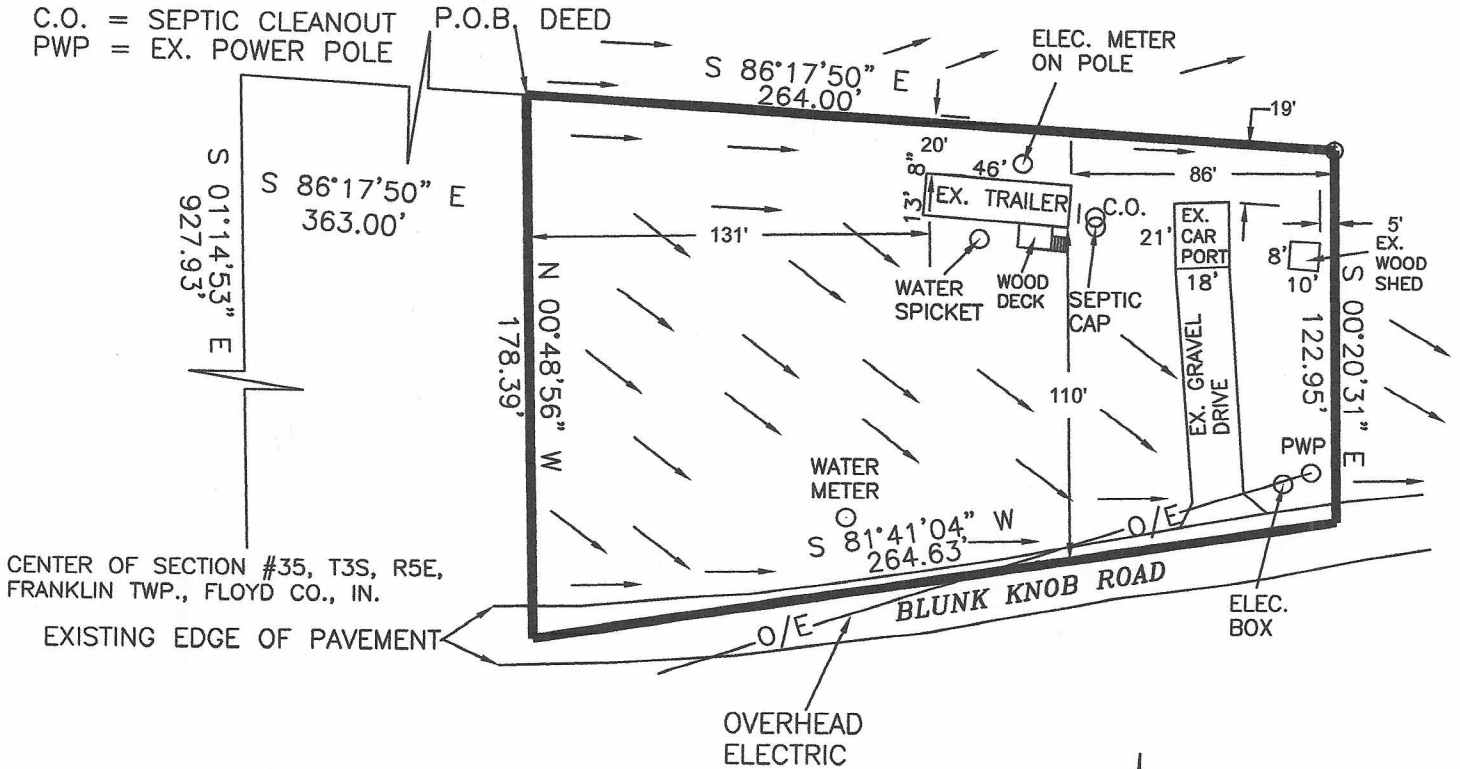 C.O. = SEPTIC CLEANOUT
PWP = EX. POWER POLE
P.O.B. DEED
S 86°17'50" E
264.00'
ELEC. METER
ON POLE
19'
S 01°14'53" E
927.93'
S 86°17'50" E
363.00'
20'
46'
13' 8"
EX. TRAILER
86'
C.O.
131'
21'
EX.
CAR
PORT
18'
5'
8'
10'
EX.
WOOD
SHED
WATER
SPICKET
WOOD
DECK
SEPTIC
CAP
N 00°48'56" W
178.39'
S 00°20'31" E
122.95'
110'
EX. GRAVEL
DRIVE
PWP
WATER
METER
S 81°41'04" W
264.63'
O/E
CENTER OF SECTION #35, T3S, R5E,
FRANKLIN TWP., FLOYD CO., IN.
BLUNK KNOB ROAD
ELEC.
BOX
EXISTING EDGE OF PAVEMENT
O/E
OVERHEAD
ELECTRIC